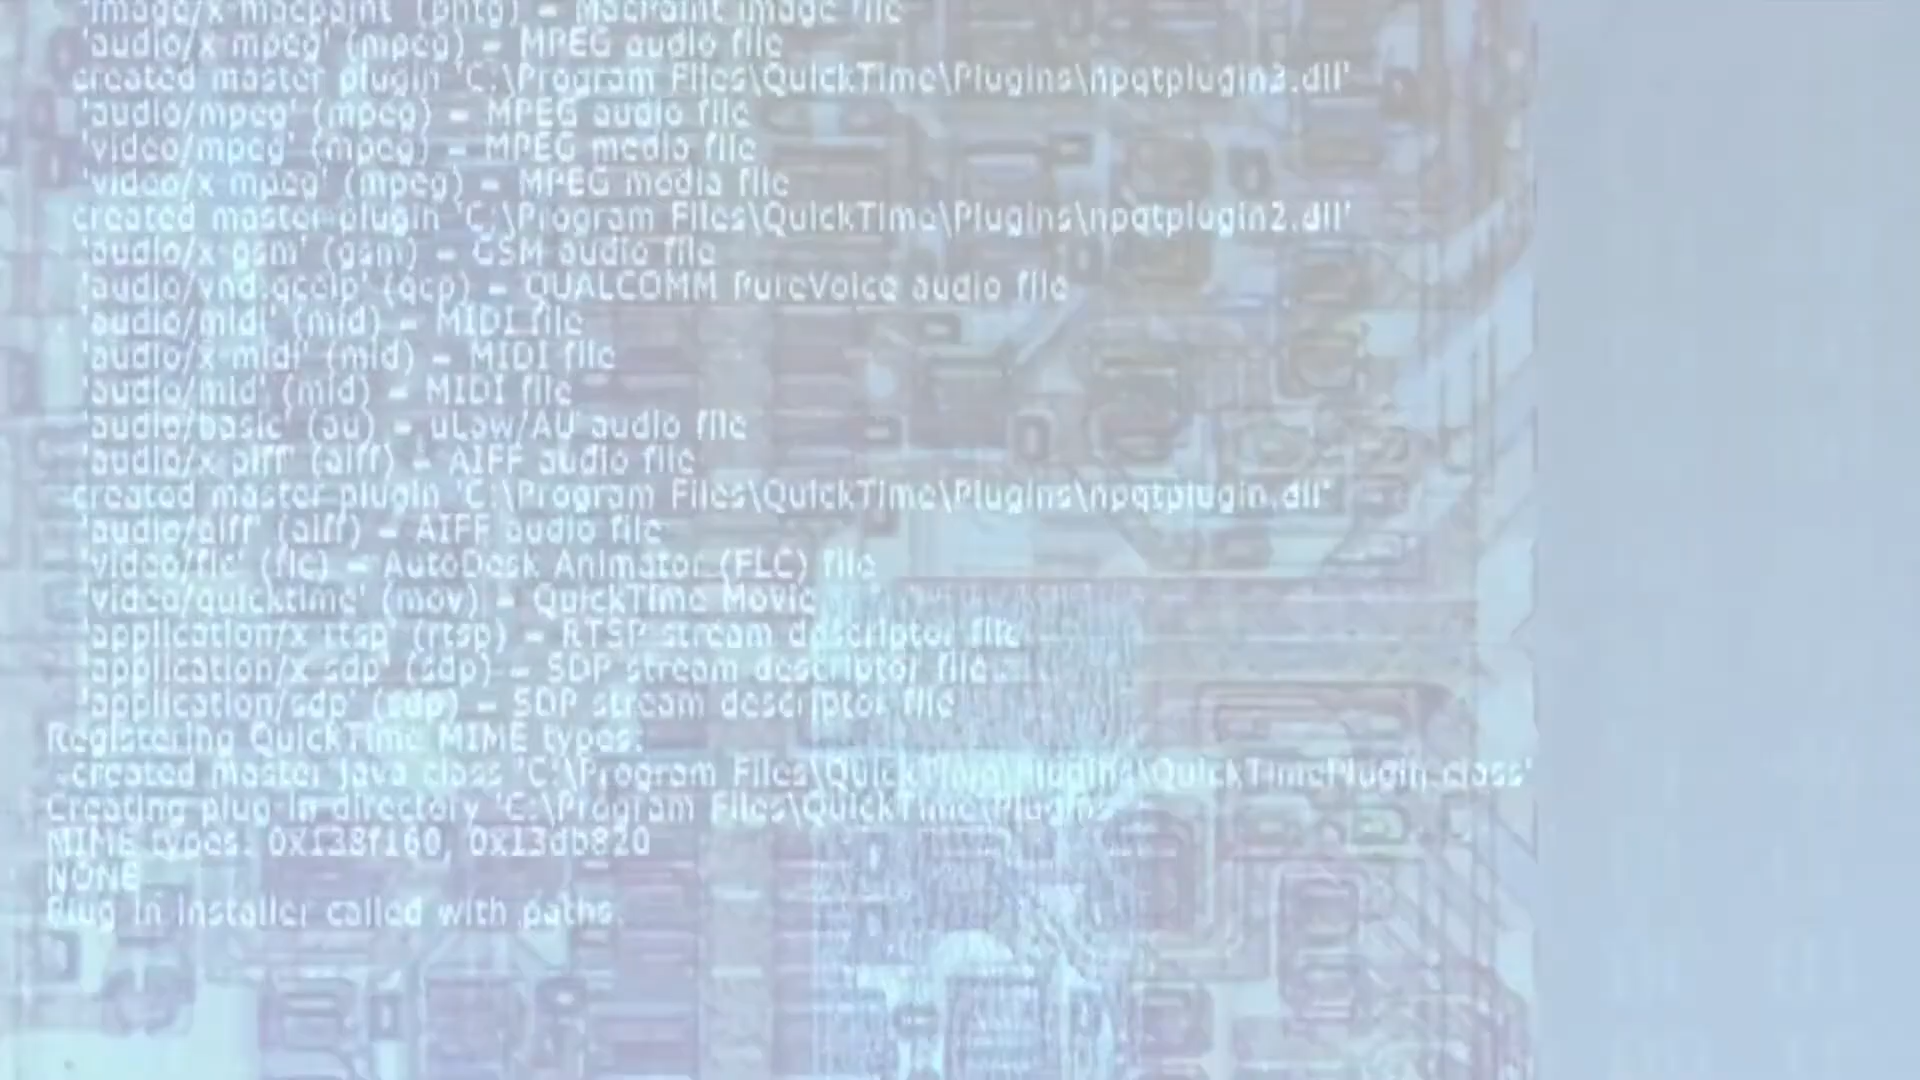 'image/x-macpaint' (pntg) - MacPaint image file
'audio/x-mpeg' (mpeg) - MPEG audio file
created master plugin 'C:\Program Files\QuickTime\Plugins\npqtplugin3.dll'
'audio/mpeg' (mpeg) - MPEG audio file
'video/mpeg' (mpeg) - MPEG media file
'video/x-mpeg' (mpeg) - MPEG media file
created master plugin 'C:\Program Files\QuickTime\Plugins\npqtplugin2.dll'
'audio/x-gsm' (gsm) - GSM audio file
'audio/vnd.qcelp' (qcp) - QUALCOMM PureVoice audio file
'audio/midi' (mid) - MIDI file
'audio/x-midi' (mid) - MIDI file
'audio/mid' (mid) - MIDI file
'audio/basic' (au) - uLaw/AU audio file
'audio/x-aiff' (aiff) - AIFF audio file
created master plugin 'C:\Program Files\QuickTime\Plugins\npqtplugin.dll'
'audio/aiff' (aiff) - AIFF audio file
'video/flc' (flc) - AutoDesk Animator (FLC) file
'video/quicktime' (mov) - QuickTime Movie
'application/x-rtsp' (rtsp) - RTSP stream descriptor file
'application/x-sdp' (sdp) - SDP stream descriptor file
'application/sdp' (sdp) - SDP stream descriptor file
Registering QuickTime MIME types:
created master java class 'C:\Program Files\QuickTime\Plugins\QuickTimePlugin.class'
Creating plug-in directory 'C:\Program Files\QuickTime\Plugins'
MIME types: 0x138f160, 0x13db820
NONE
Plug-in installer called with paths: